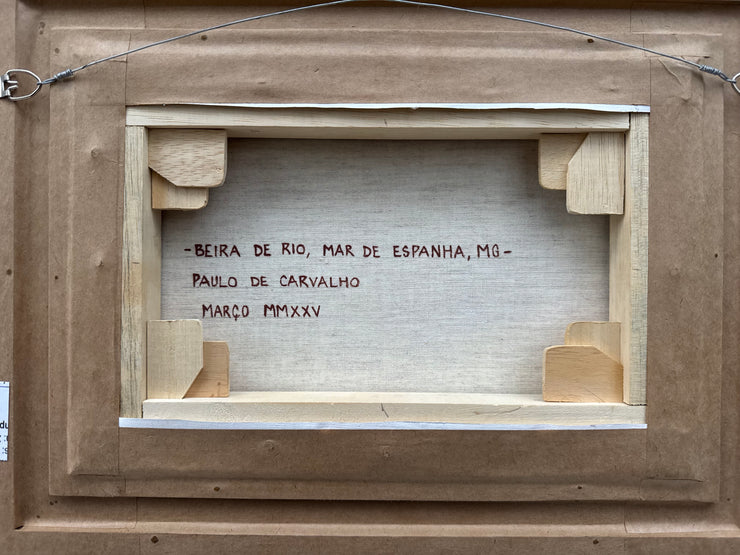 -BEIRA DE RIO, MAR DE ESPANHA, MG-
PAULO DE CARVALHO
MARÇO MMXXV